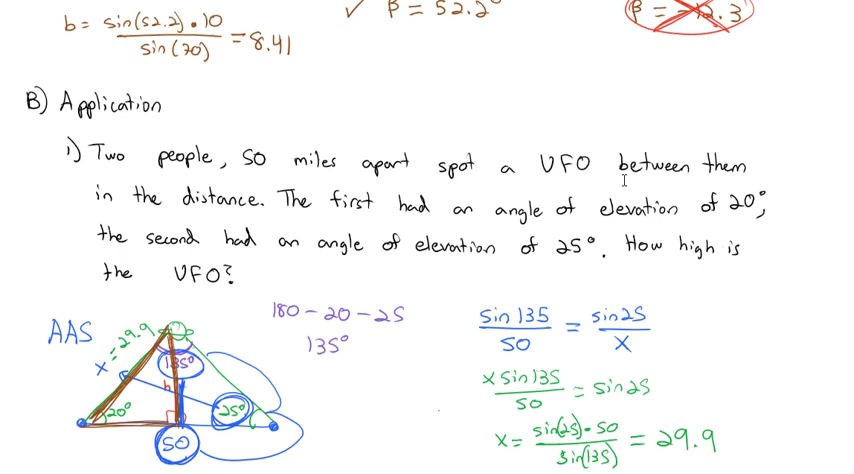 b = sin(52.2)·10 / sin(70) = 8.41
✓ β = 52.2°
β = -12.3
B) Application
i) Two people, 50 miles apart spot a UFO between them
in the distance. The first had an angle of elevation of 20°,
the second had an angle of elevation of 25°. How high is
the UFO?
AAS
x = 29.9
135°
h
20°
25°
50
180 - 20 - 25
135°
sin 135 / 50 = sin 25 / x
x sin 135 / 50 = sin 25
x = sin(25)·50 / sin(135) = 29.9